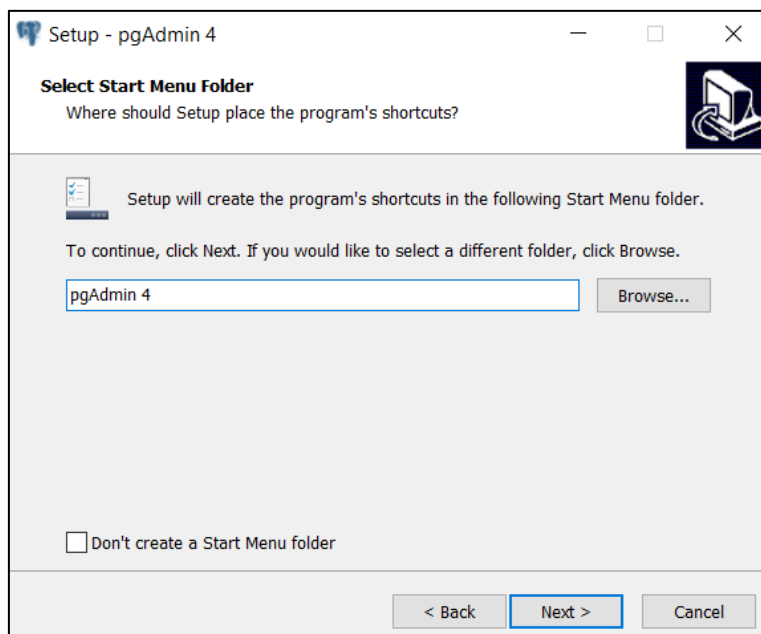 Setup - pgAdmin 4
Select Start Menu Folder
Where should Setup place the program's shortcuts?
Setup will create the program's shortcuts in the following Start Menu folder.
To continue, click Next. If you would like to select a different folder, click Browse.
pgAdmin 4
Browse...
Don't create a Start Menu folder
< Back
Next >
Cancel